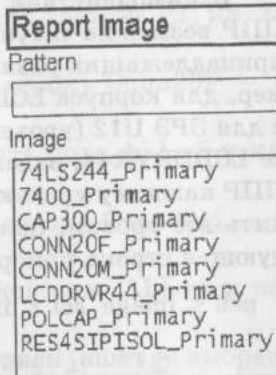 Report Image
Pattern
Image
74LS244_Primary
7400_Primary
CAP300_Primary
CONN20F_Primary
CONN20M_Primary
LCDDRVR44_Primary
POLCAP_Primary
RES4SIPISOL_Primary